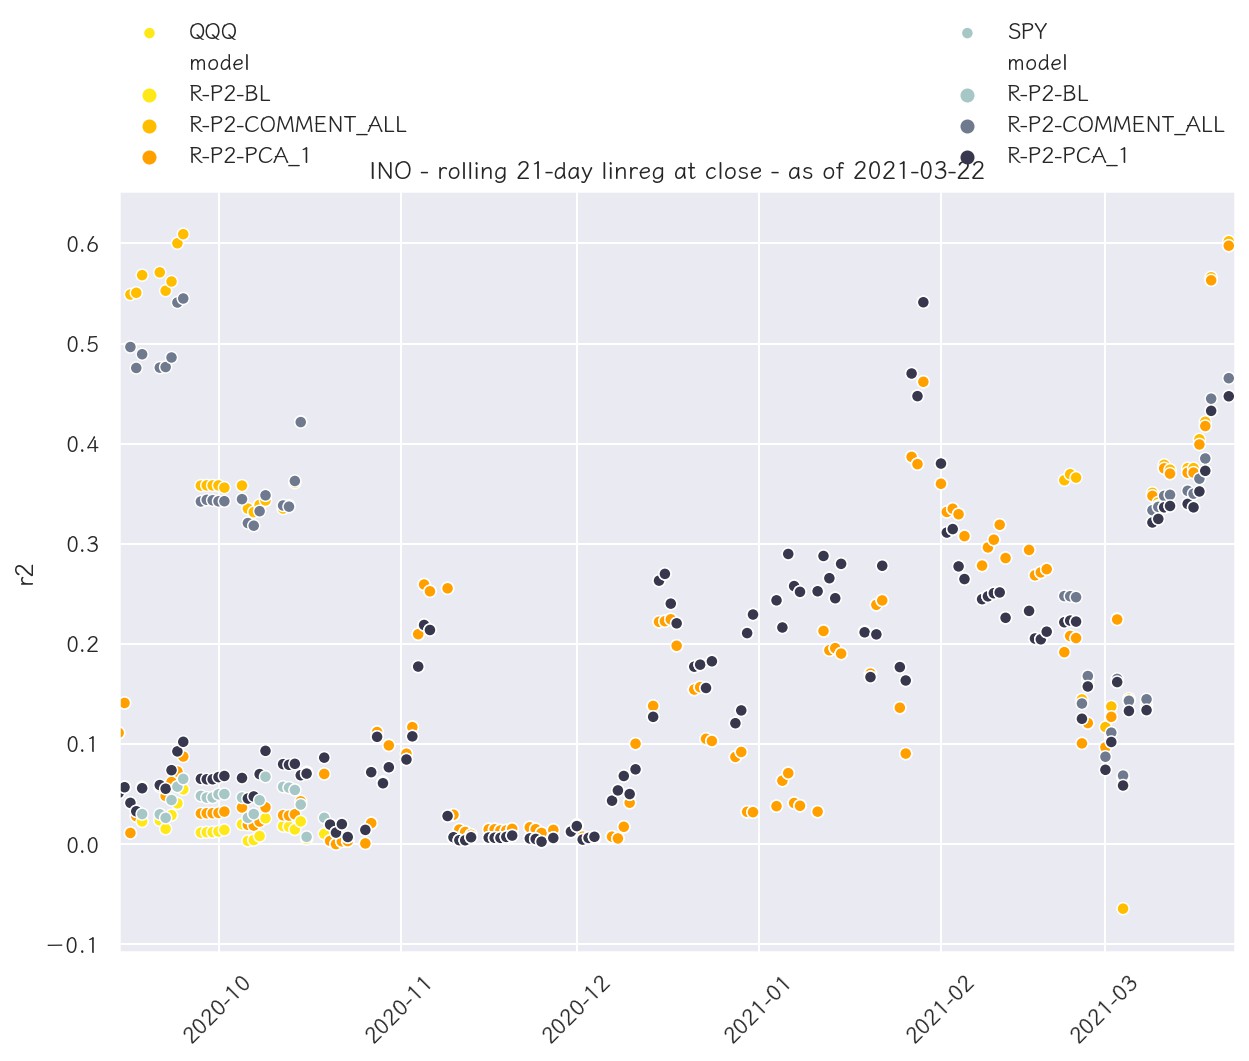 QQQ
model
R-P2-BL
R-P2-COMMENT_ALL
R-P2-PCA_1
SPY
model
R-P2-BL
R-P2-COMMENT_ALL
R-P2-PCA_1
INO - rolling 21-day linreg at close - as of 2021-03-22
0.6
0.5
0.4
0.3
0.2
0.1
0.0
−0.1
r2
2020-10
2020-11
2020-12
2021-01
2021-02
2021-03